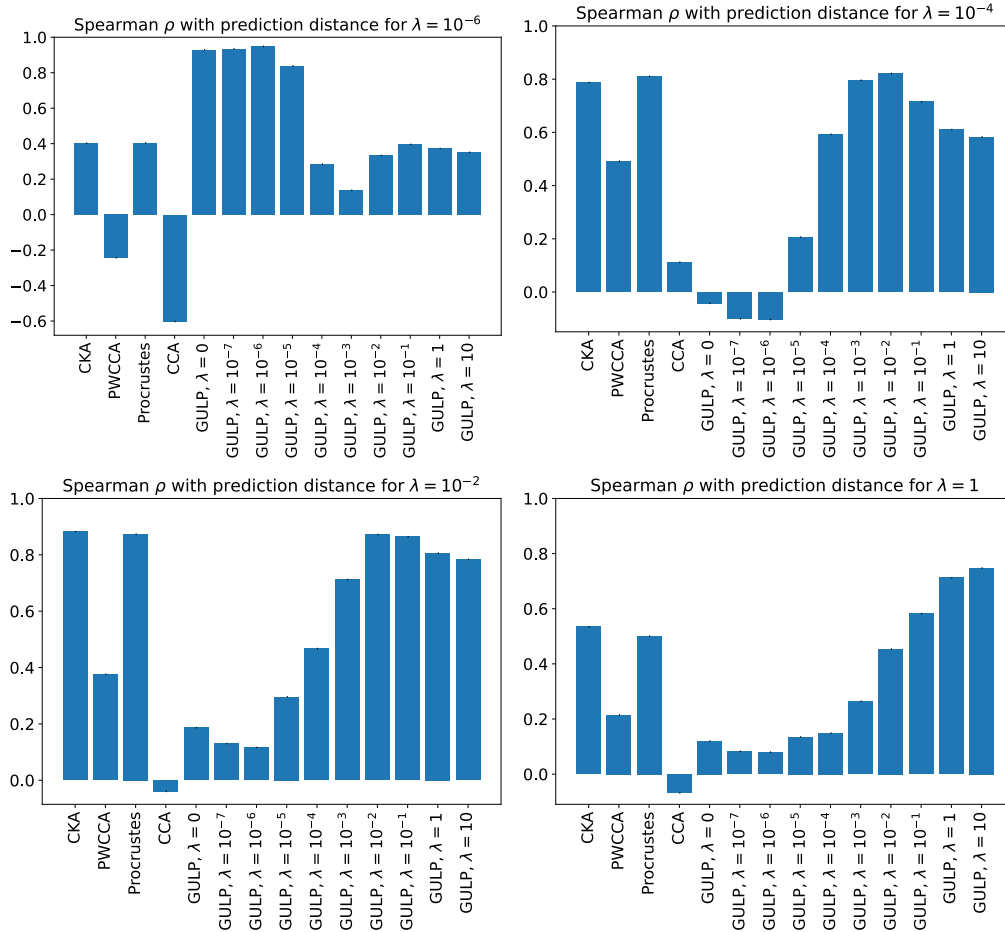 Spearman ρ with prediction distance for λ = 10⁻⁶
1.0
0.8
0.6
0.4
0.2
0.0
−0.2
−0.4
−0.6
CKA
PWCCA
Procrustes
CCA
GULP, λ = 0
GULP, λ = 10⁻⁷
GULP, λ = 10⁻⁶
GULP, λ = 10⁻⁵
GULP, λ = 10⁻⁴
GULP, λ = 10⁻³
GULP, λ = 10⁻²
GULP, λ = 10⁻¹
GULP, λ = 1
GULP, λ = 10
Spearman ρ with prediction distance for λ = 10⁻⁴
1.0
0.8
0.6
0.4
0.2
0.0
CKA
PWCCA
Procrustes
CCA
GULP, λ = 0
GULP, λ = 10⁻⁷
GULP, λ = 10⁻⁶
GULP, λ = 10⁻⁵
GULP, λ = 10⁻⁴
GULP, λ = 10⁻³
GULP, λ = 10⁻²
GULP, λ = 10⁻¹
GULP, λ = 1
GULP, λ = 10
Spearman ρ with prediction distance for λ = 10⁻²
1.0
0.8
0.6
0.4
0.2
0.0
CKA
PWCCA
Procrustes
CCA
GULP, λ = 0
GULP, λ = 10⁻⁷
GULP, λ = 10⁻⁶
GULP, λ = 10⁻⁵
GULP, λ = 10⁻⁴
GULP, λ = 10⁻³
GULP, λ = 10⁻²
GULP, λ = 10⁻¹
GULP, λ = 1
GULP, λ = 10
Spearman ρ with prediction distance for λ = 1
1.0
0.8
0.6
0.4
0.2
0.0
CKA
PWCCA
Procrustes
CCA
GULP, λ = 0
GULP, λ = 10⁻⁷
GULP, λ = 10⁻⁶
GULP, λ = 10⁻⁵
GULP, λ = 10⁻⁴
GULP, λ = 10⁻³
GULP, λ = 10⁻²
GULP, λ = 10⁻¹
GULP, λ = 1
GULP, λ = 10